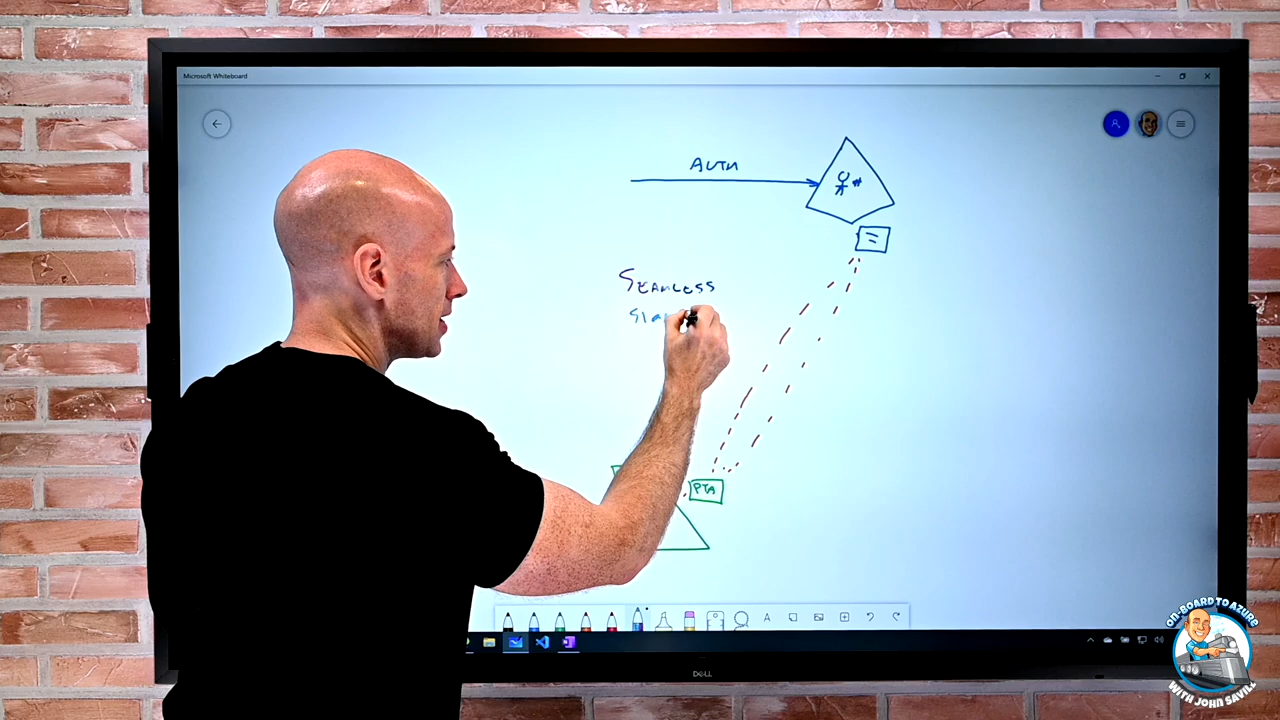 Microsoft Whiteboard
AUTH
SEAMLESS
PTA
A
DELL
ON-BOARD TO AZURE
WITH JOHN SAVILL